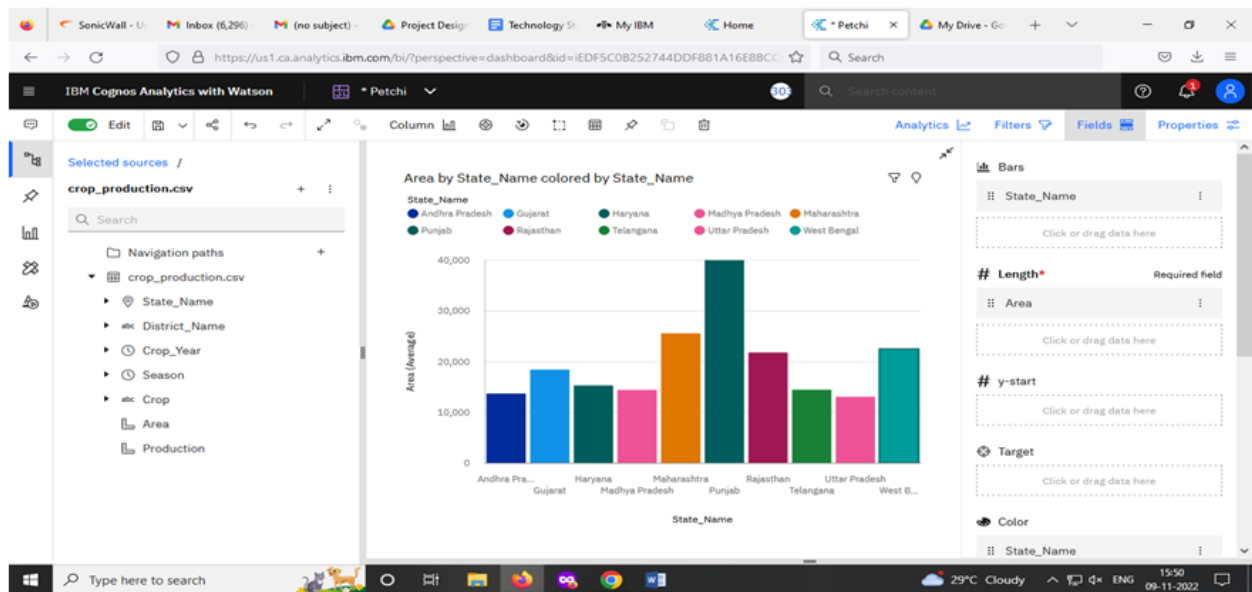 SonicWall - U
Inbox (6,296) -
(no subject) -
Project Design
Technology St
My IBM
Home
* Petchi
My Drive - Go
https://us1.ca.analytics.ibm.com/bi/?perspective=dashboard&id=iEDF5C0B252744DDF881A16E8BCC
Search
IBM Cognos Analytics with Watson
* Petchi
303
Search content
Edit
Column
Analytics
Filters
Fields
Properties
Selected sources /
crop_production.csv
Search
Navigation paths
crop_production.csv
State_Name
abc District_Name
Crop_Year
Season
abc Crop
Area
Production
Area by State_Name colored by State_Name
State_Name
Andhra Pradesh Gujarat Haryana Madhya Pradesh Maharashtra
Punjab Rajasthan Telangana Uttar Pradesh West Bengal
40,000
30,000
20,000
10,000
0
Area (Average)
Andhra Pra... Haryana Maharashtra Rajasthan Uttar Pradesh
Gujarat Madhya Pradesh Punjab Telangana West B...
State_Name
Bars
State_Name
Click or drag data here
# Length* Required field
Area
Click or drag data here
# y-start
Click or drag data here
Target
Click or drag data here
Color
State_Name
Type here to search
29°C Cloudy
ENG
15:50
09-11-2022